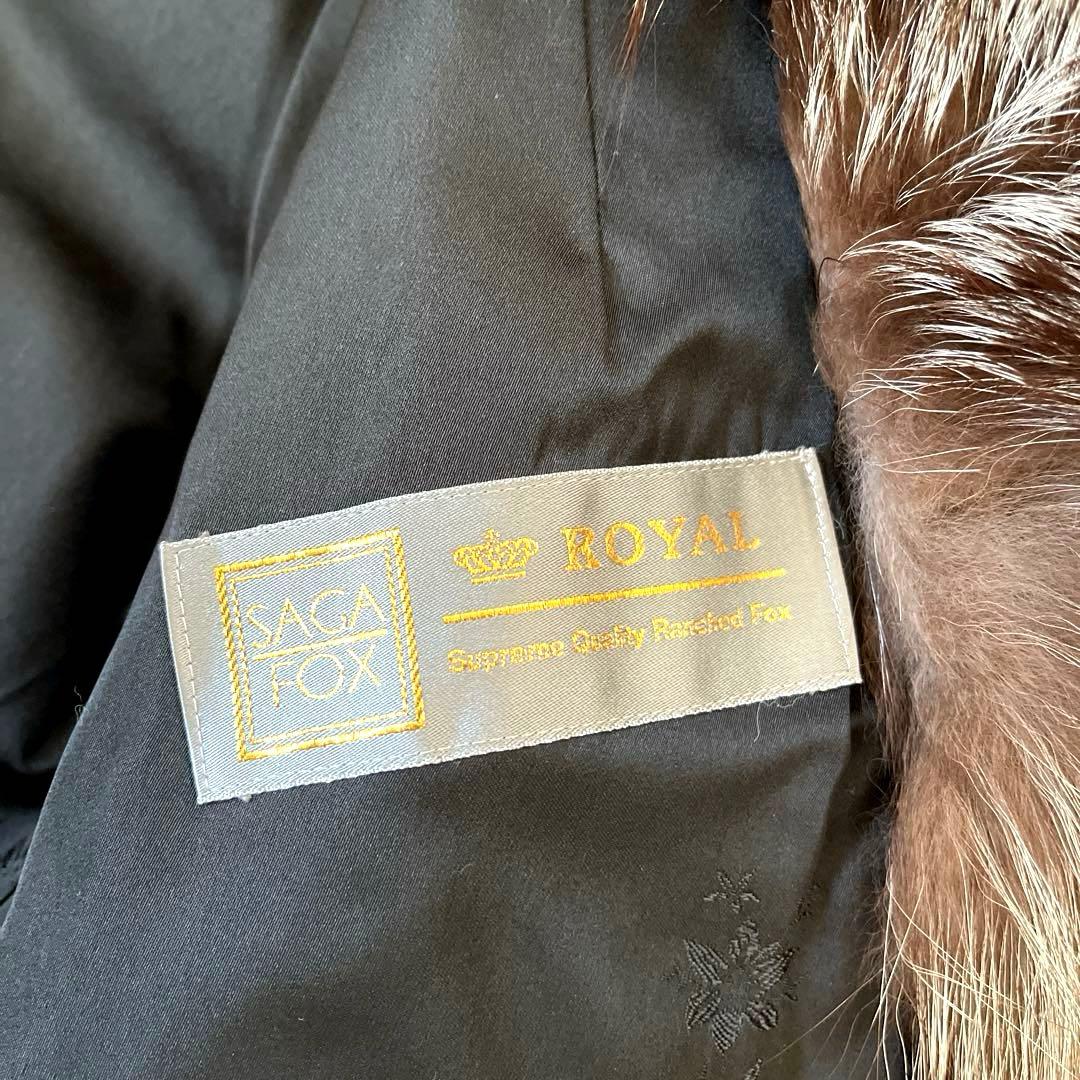 SAGA
FOX
ROYAL
Supreme Quality Ranched Fox